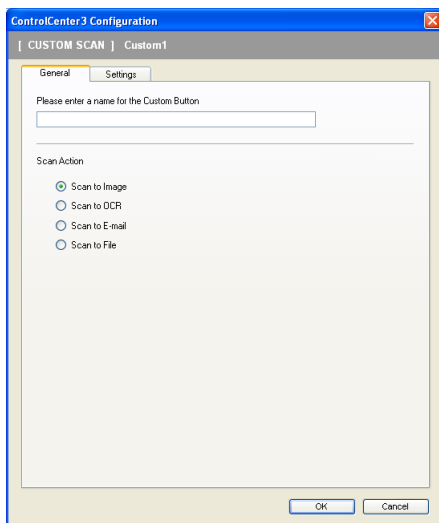 ControlCenter3 Configuration
[ CUSTOM SCAN ] Custom1
General Settings
Please enter a name for the Custom Button
Scan Action
Scan to Image
Scan to OCR
Scan to E-mail
Scan to File
OK Cancel